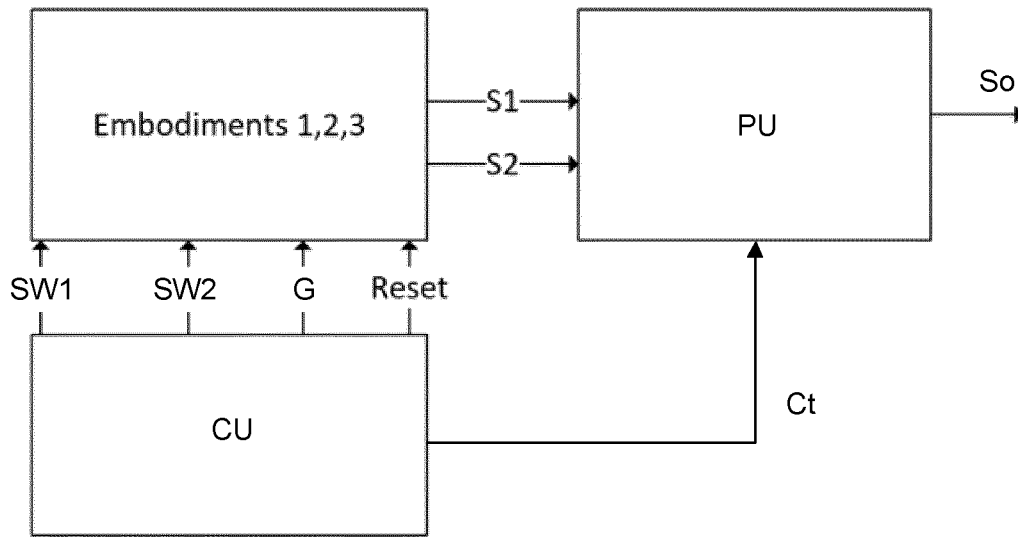 Embodiments 1,2,3
S1
S2
PU
So
SW1
SW2
G
Reset
CU
Ct